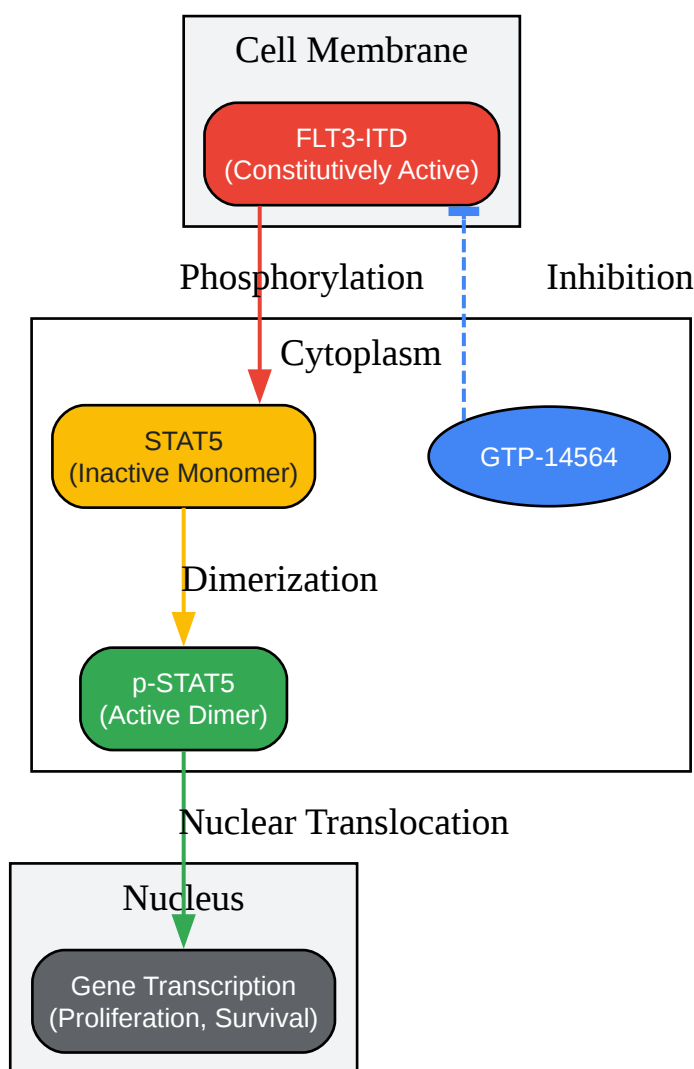 Cell Membrane
FLT3-ITD
(Constitutively Active)
Phosphorylation
Inhibition
Cytoplasm
STAT5
(Inactive Monomer)
GTP-14564
Dimerization
p-STAT5
(Active Dimer)
Nuclear Translocation
Nucleus
Gene Transcription
(Proliferation, Survival)